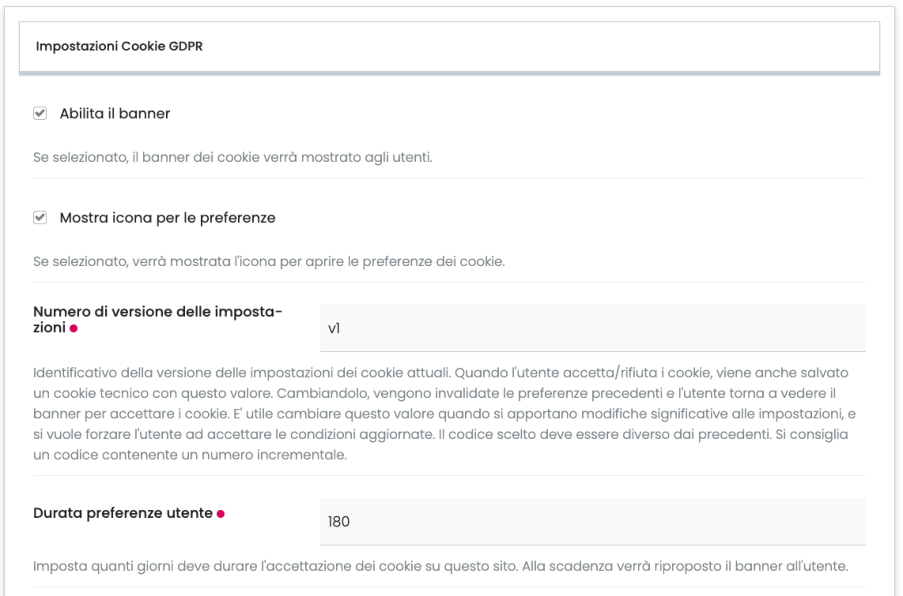 Impostazioni Cookie GDPR
Abilita il banner
Se selezionato, il banner dei cookie verrà mostrato agli utenti.
Mostra icona per le preferenze
Se selezionato, verrà mostrata l'icona per aprire le preferenze dei cookie.
Numero di versione delle imposta-
zioni
v1
Identificativo della versione delle impostazioni dei cookie attuali. Quando l'utente accetta/rifiuta i cookie, viene anche salvato
un cookie tecnico con questo valore. Cambiandolo, vengono invalidate le preferenze precedenti e l'utente torna a vedere il
banner per accettare i cookie. E' utile cambiare questo valore quando si apportano modifiche significative alle impostazioni, e
si vuole forzare l'utente ad accettare le condizioni aggiornate. Il codice scelto deve essere diverso dai precedenti. Si consiglia
un codice contenente un numero incrementale.
Durata preferenze utente
180
Imposta quanti giorni deve durare l'accettazione dei cookie su questo sito. Alla scadenza verrà riproposto il banner all'utente.